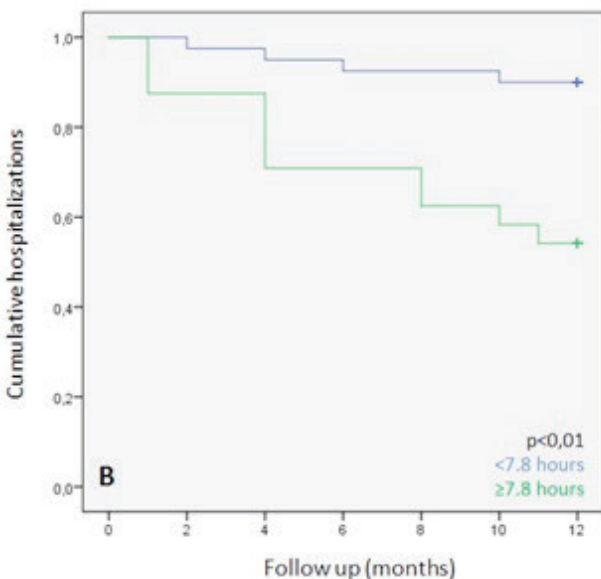 Cumulative hospitalizations
1,0
0,8
0,6
0,4
0,2
0,0
B
p<0,01
<7.8 hours
≥7.8 hours
0 2 4 6 8 10 12
Follow up (months)